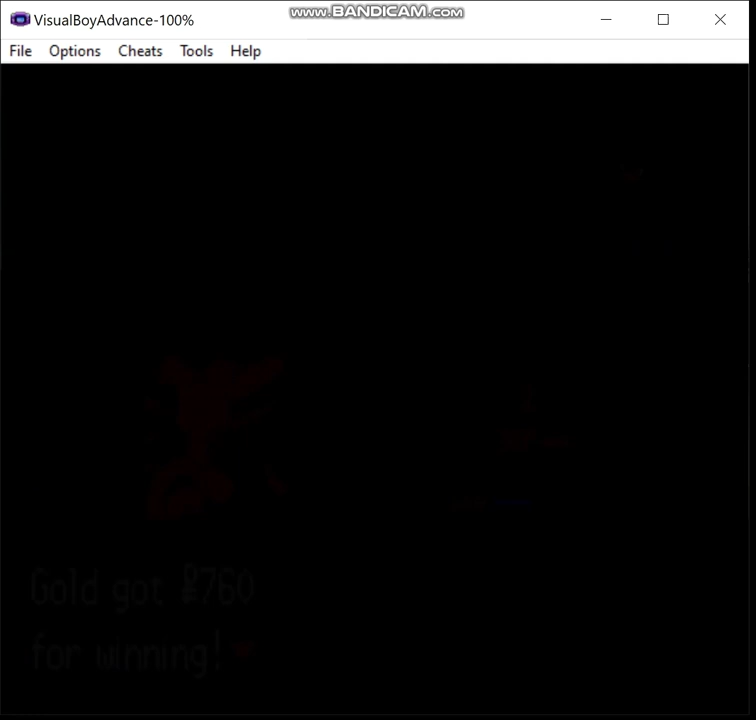 www.BANDICAM.com
VisualBoyAdvance-100%
File Options Cheats Tools Help
Gold got ₽760
for winning!